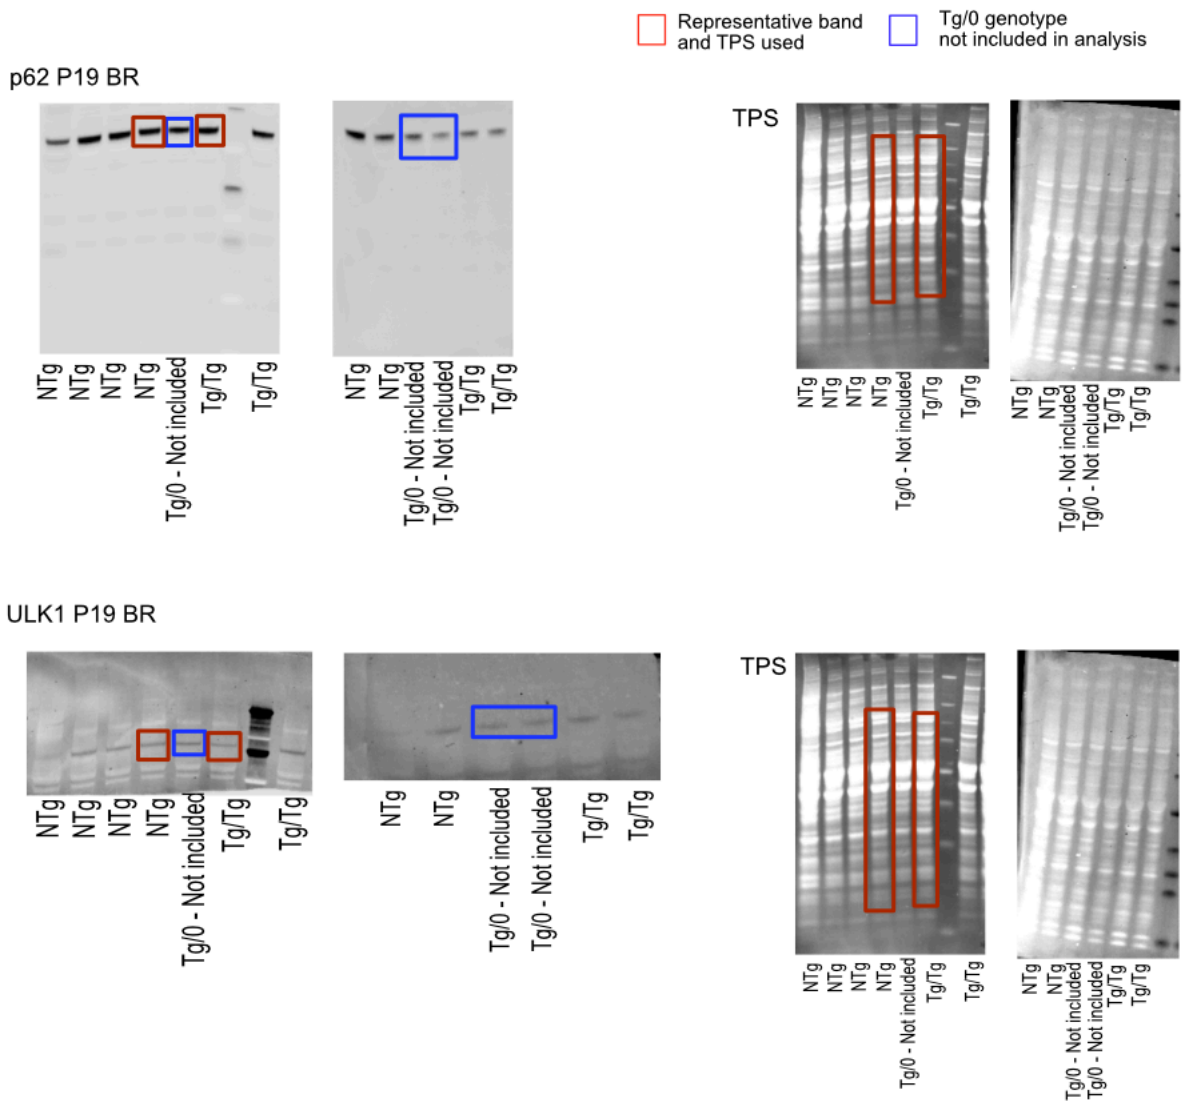 Representative band
and TPS used
Tg/0 genotype
not included in analysis
p62 P19 BR
TPS
NTg
NTg
NTg
NTg
Tg/0 - Not included
Tg/Tg
Tg/Tg
NTg
NTg
Tg/0 - Not included
Tg/0 - Not included
Tg/Tg
Tg/Tg
NTg
NTg
NTg
NTg
Tg/0 - Not included
Tg/Tg
Tg/Tg
NTg
NTg
Tg/0 - Not included
Tg/0 - Not included
Tg/Tg
Tg/Tg
ULK1 P19 BR
TPS
NTg
NTg
NTg
NTg
Tg/0 - Not included
Tg/Tg
Tg/Tg
NTg
NTg
Tg/0 - Not included
Tg/0 - Not included
Tg/Tg
Tg/Tg
NTg
NTg
NTg
NTg
Tg/0 - Not included
Tg/Tg
Tg/Tg
NTg
NTg
Tg/0 - Not included
Tg/0 - Not included
Tg/Tg
Tg/Tg